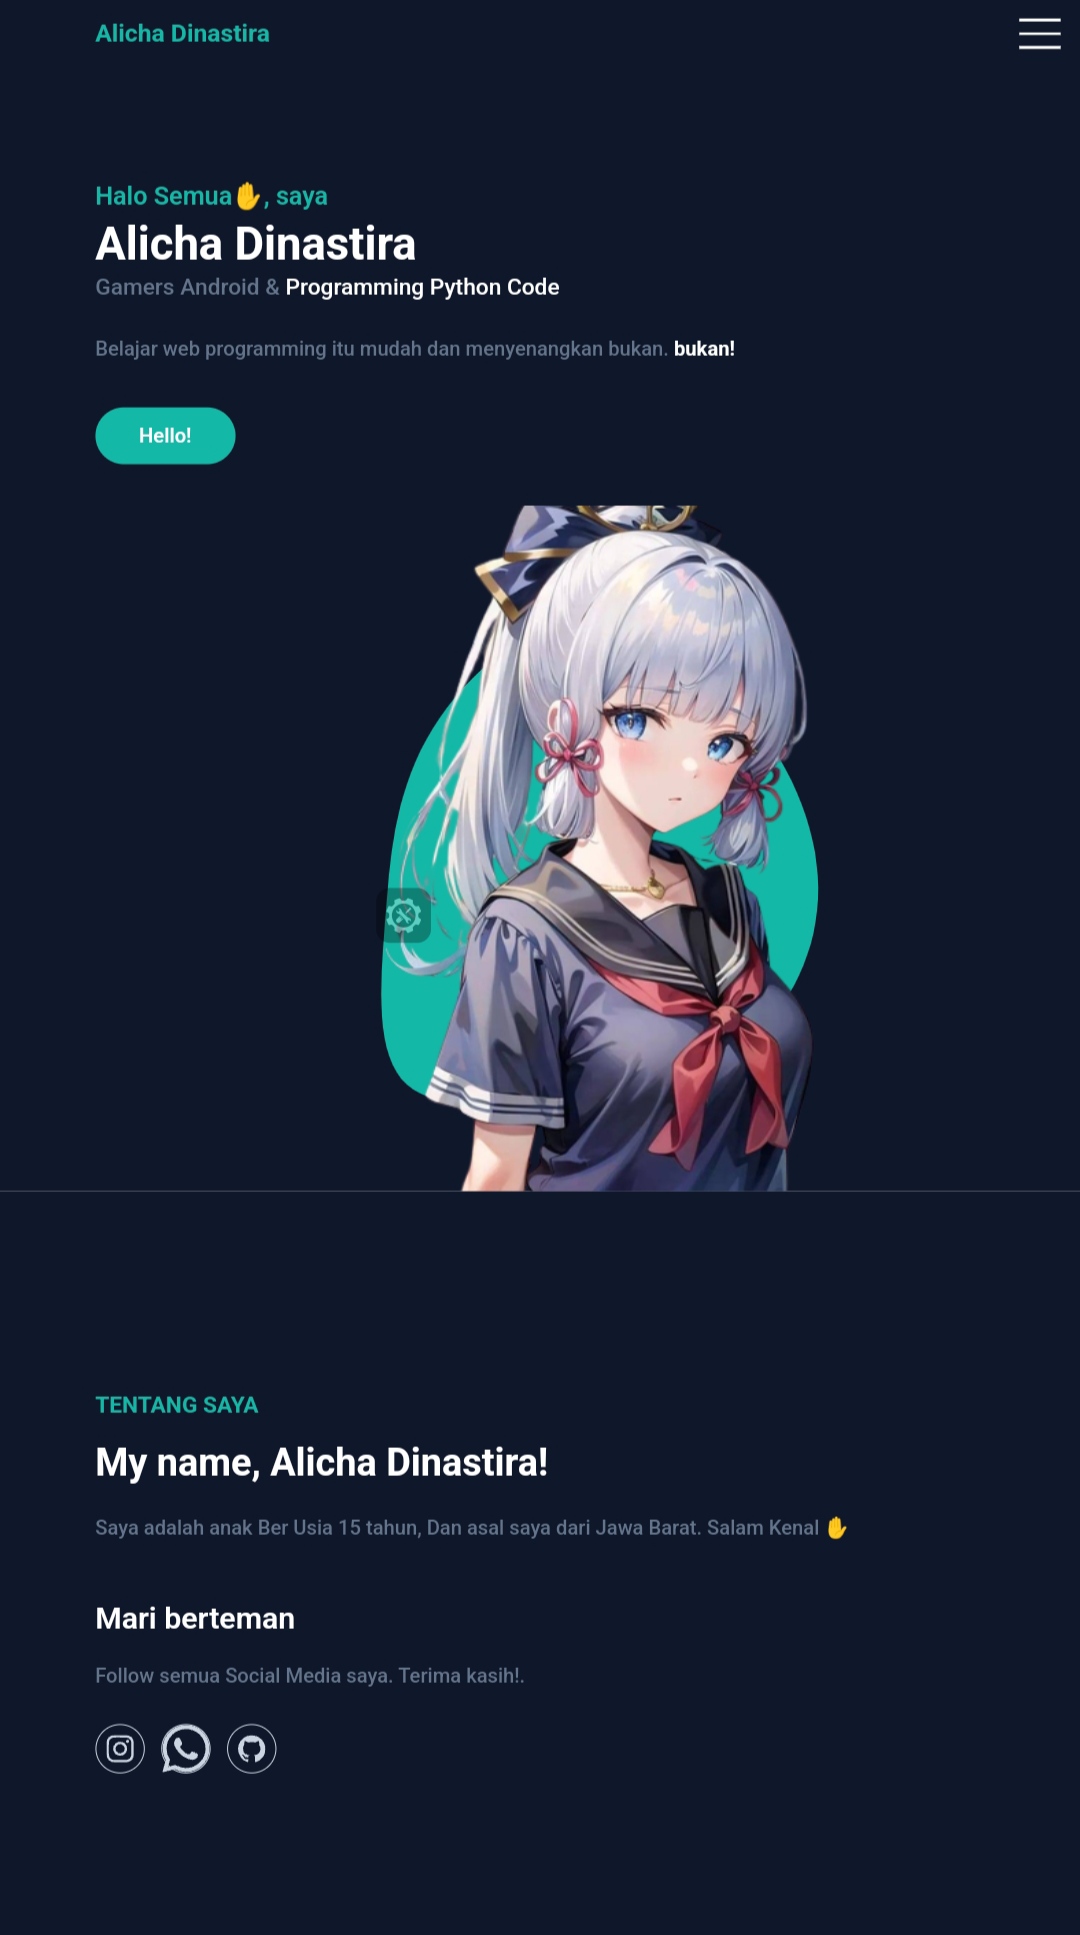 Alicha Dinastira
Halo Semua✋, saya
Alicha Dinastira
Gamers Android & Programming Python Code
Belajar web programming itu mudah dan menyenangkan bukan. bukan!
Hello!
TENTANG SAYA
My name, Alicha Dinastira!
Saya adalah anak Ber Usia 15 tahun, Dan asal saya dari Jawa Barat. Salam Kenal ✋
Mari berteman
Follow semua Social Media saya. Terima kasih!.